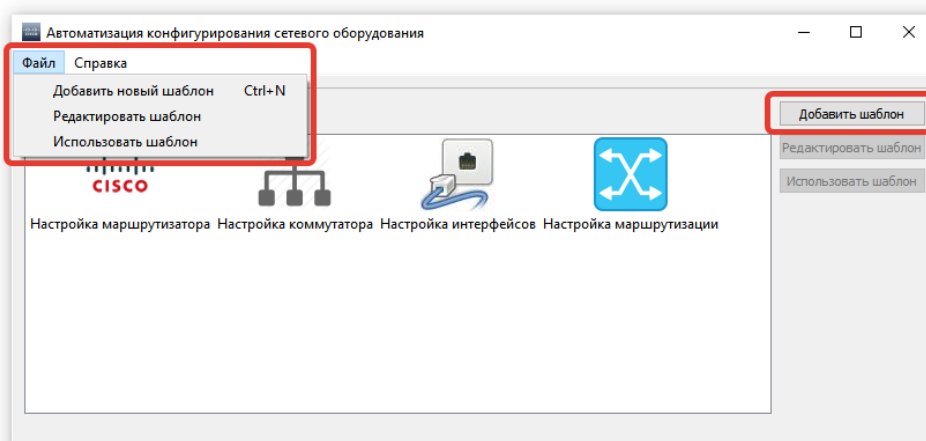 Автоматизация конфигурирования сетевого оборудования
Файл Справка
Добавить новый шаблон Ctrl+N
Редактировать шаблон
Использовать шаблон
Добавить шаблон
Редактировать шаблон
Использовать шаблон
CISCO
Настройка маршрутизатора Настройка коммутатора Настройка интерфейсов Настройка маршрутизации